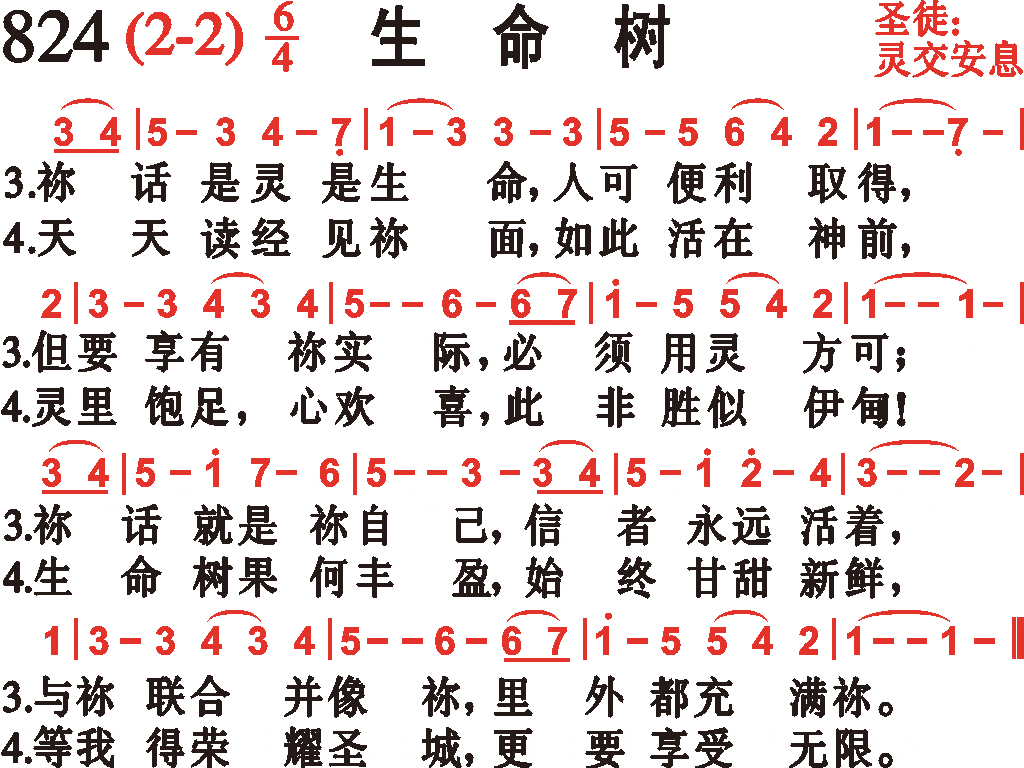 824 (2-2) 6/4 生 命 树 圣徒：
灵交安息
3 4 | 5 - 3 4 - 7 | 1 - 3 3 - 3 | 5 - 5 6 4 2 | 1 - - 7 - |
3.祢 话 是灵 是生 命，人可 便利 取得，
4.天 天 读经 见祢 面，如此 活在 神前，
2 | 3 - 3 4 3 4 | 5 - - 6 - 6 7 | 1 - 5 5 4 2 | 1 - - 1 - |
3.但要 享有 祢实 际，必 须 用灵 方可；
4.灵里 饱足，心欢 喜，此 非 胜似 伊甸！
3 4 | 5 - 1 7 - 6 | 5 - - 3 - 3 4 | 5 - 1 2 - 4 | 3 - - 2 - |
3.祢 话 就是 祢自 己，信 者 永远 活着，
4.生 命 树果 何丰 盈，始 终 甘甜 新鲜，
1 | 3 - 3 4 3 4 | 5 - - 6 - 6 7 | 1 - 5 5 4 2 | 1 - - 1 - ‖
3.与祢 联合 并像 祢，里 外 都充 满祢。
4.等我 得荣 耀圣 城，更 要 享受 无限。